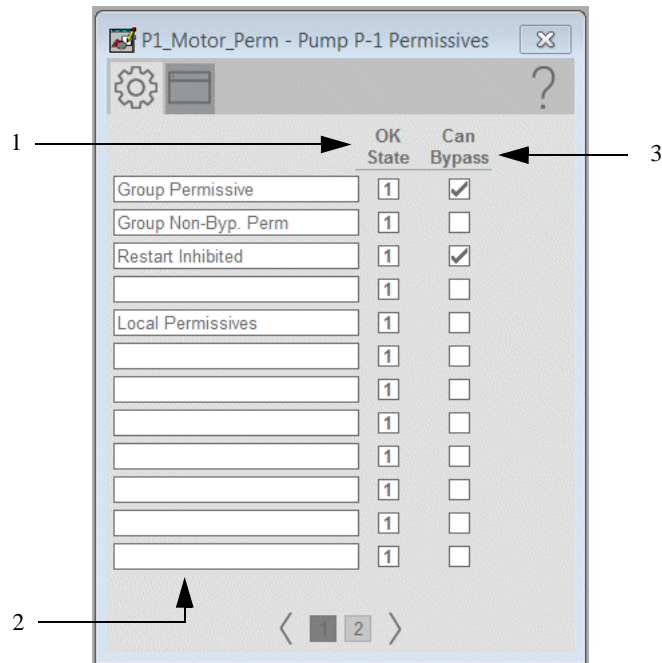 P1_Motor_Perm - Pump P-1 Permissives
?
1
OK State
Can Bypass
3
Group Permissive 1
Group Non-Byp. Perm 1
Restart Inhibited 1
1
Local Permissives 1
1
1
1
1
1
1
1
2
1 2